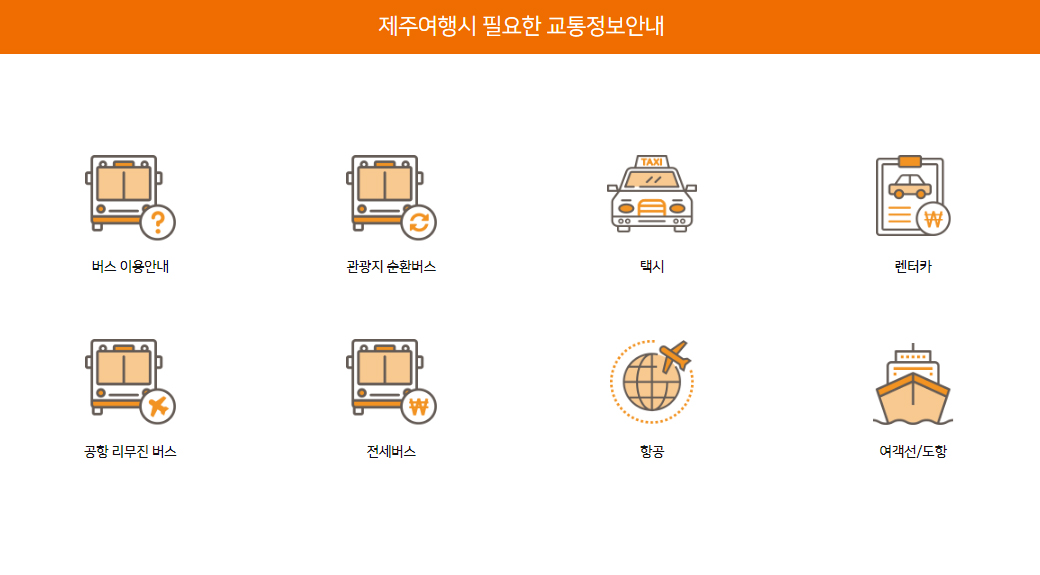 제주여행시 필요한 교통정보안내
TAXI
버스 이용안내
관광지 순환버스
택시
렌터카
공항 리무진 버스
전세버스
항공
여객선/도항